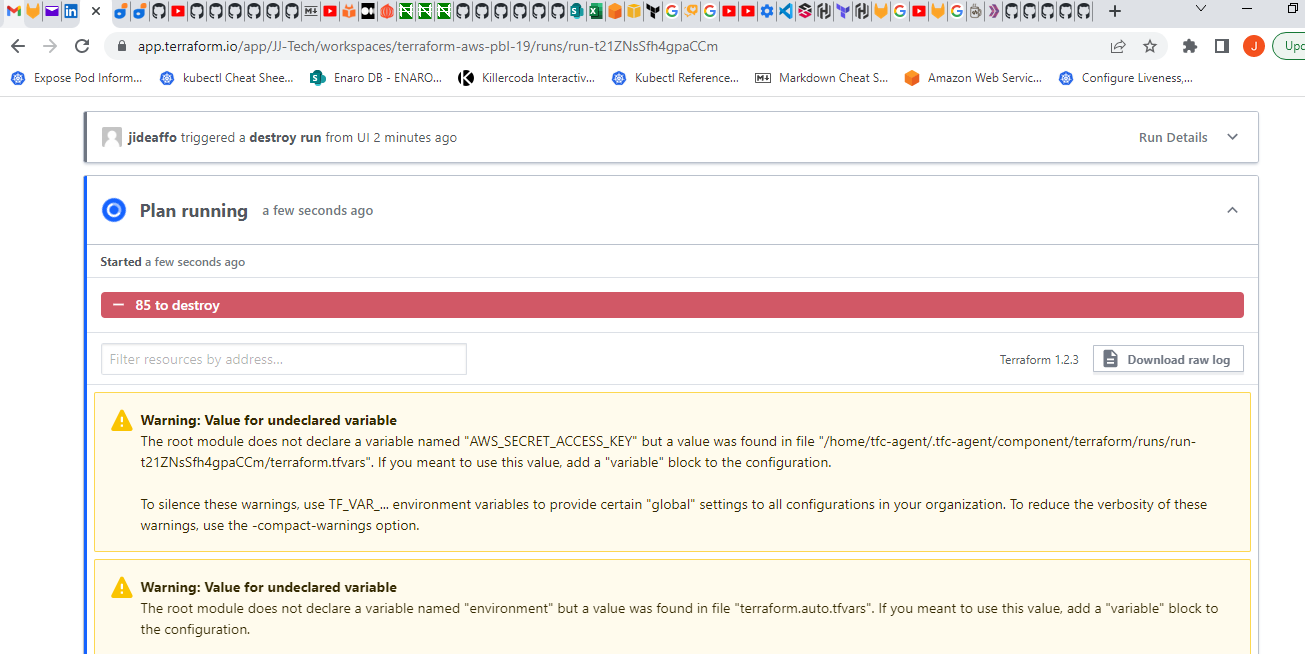 app.terraform.io/app/JJ-Tech/workspaces/terraform-aws-pbl-19/runs/run-t21ZNsSfh4gpaCCm
J
Upd
Expose Pod Inform... kubectl Cheat Shee... Enaro DB - ENARO... Killercoda Interactiv... Kubectl Reference... Markdown Cheat S... Amazon Web Servic... Configure Liveness,...
jideaffo triggered a destroy run from UI 2 minutes ago
Run Details
Plan running a few seconds ago
Started a few seconds ago
85 to destroy
Filter resources by address...
Terraform 1.2.3
Download raw log
Warning: Value for undeclared variable
The root module does not declare a variable named "AWS_SECRET_ACCESS_KEY" but a value was found in file "/home/tfc-agent/.tfc-agent/component/terraform/runs/run-
t21ZNsSfh4gpaCCm/terraform.tfvars". If you meant to use this value, add a "variable" block to the configuration.
To silence these warnings, use TF_VAR_... environment variables to provide certain "global" settings to all configurations in your organization. To reduce the verbosity of these
warnings, use the -compact-warnings option.
Warning: Value for undeclared variable
The root module does not declare a variable named "environment" but a value was found in file "terraform.auto.tfvars". If you meant to use this value, add a "variable" block to
the configuration.